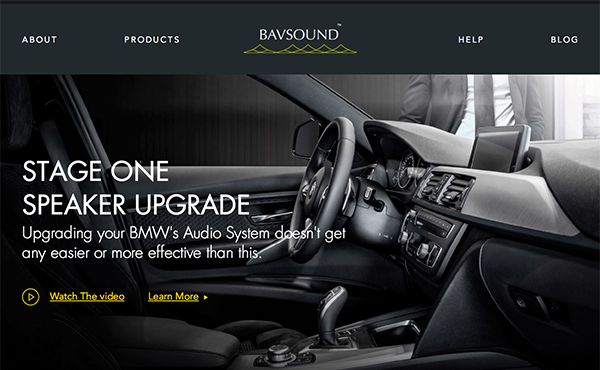 ABOUT
PRODUCTS
BAVSOUND™
HELP
BLOG
STAGE ONE
SPEAKER UPGRADE
Upgrading your BMW's Audio System doesn't get
any easier or more effective than this.
Watch The video
Learn More